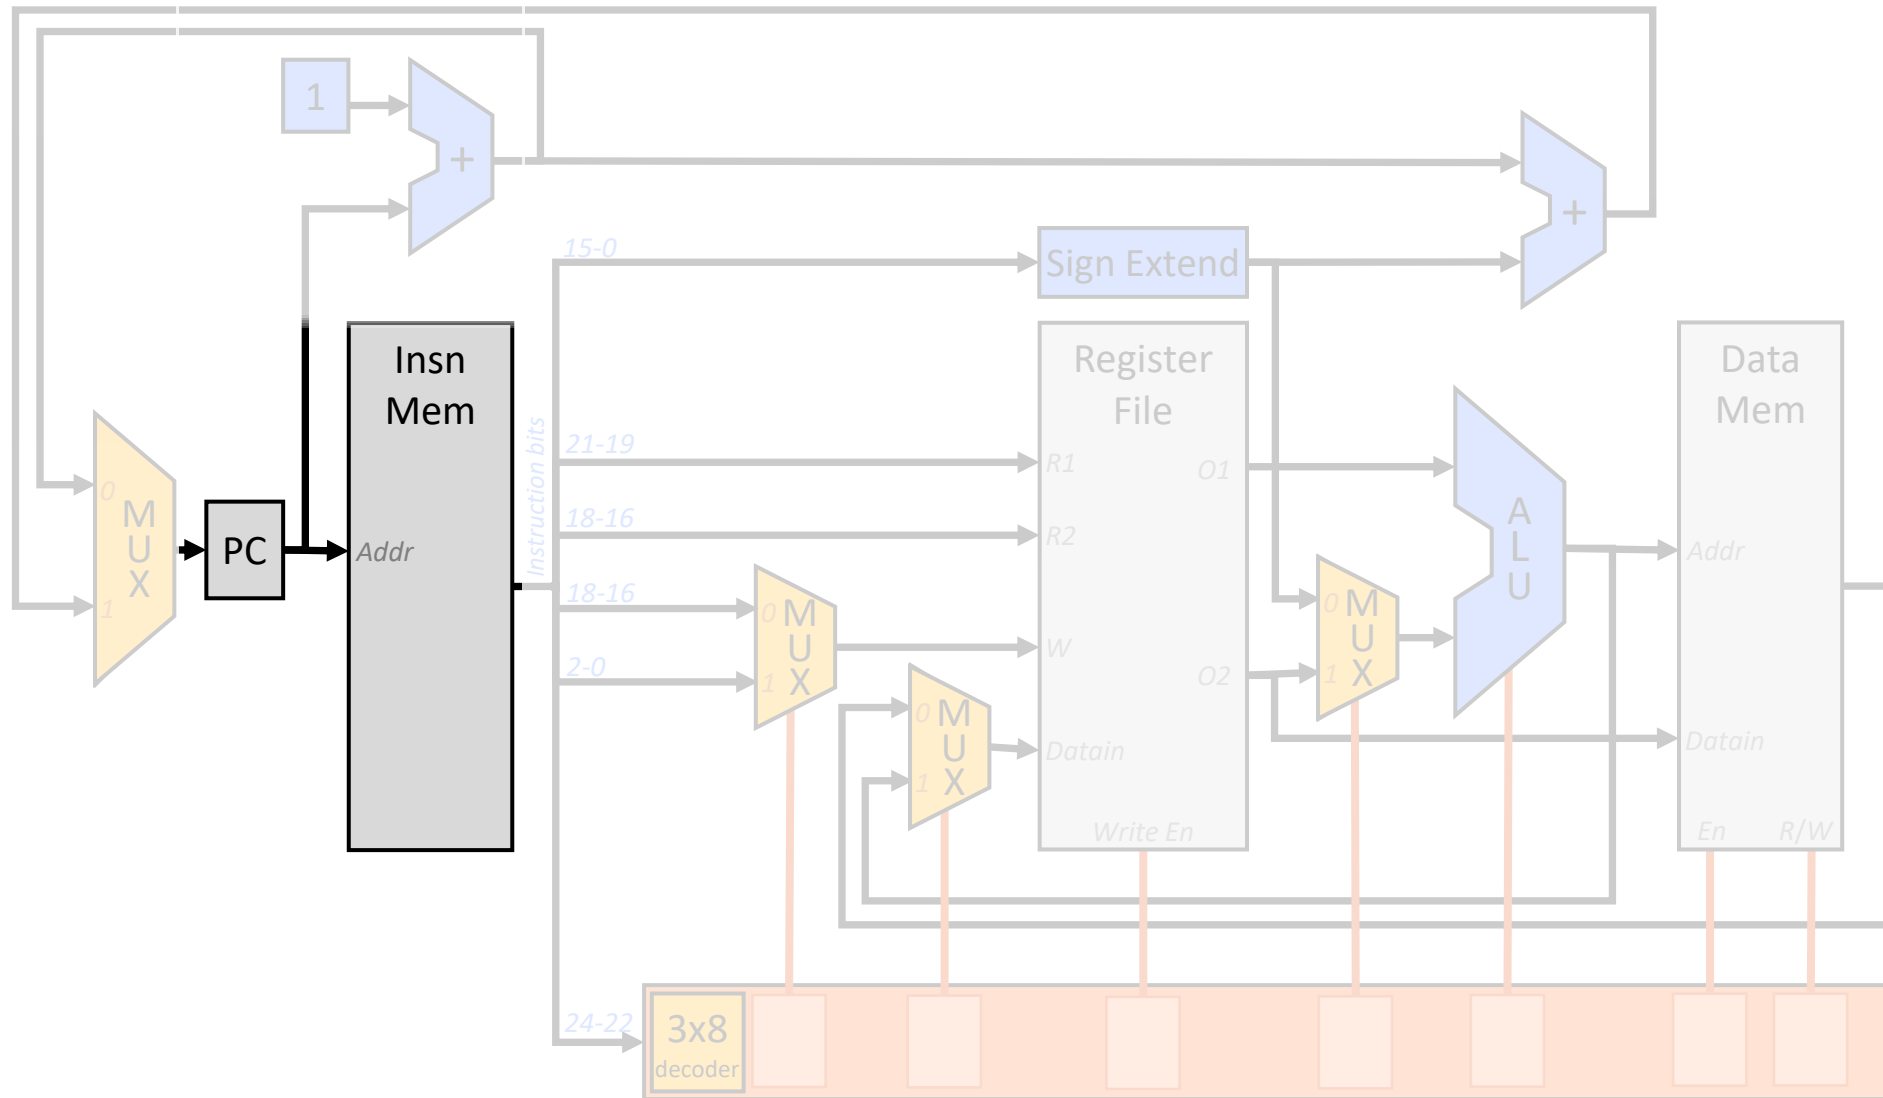 1
+
+
15-0
Sign Extend
Insn
Mem
Register
File
Data
Mem
Instruction bits
21-19
R1
O1
0
M
U
X
1
PC
Addr
18-16
R2
A
L
U
Addr
18-16
0
M
U
X
1
W
0
M
U
X
1
2-0
O2
0
M
U
X
1
Datain
Datain
Write En
En
R/W
24-22
3x8
decoder